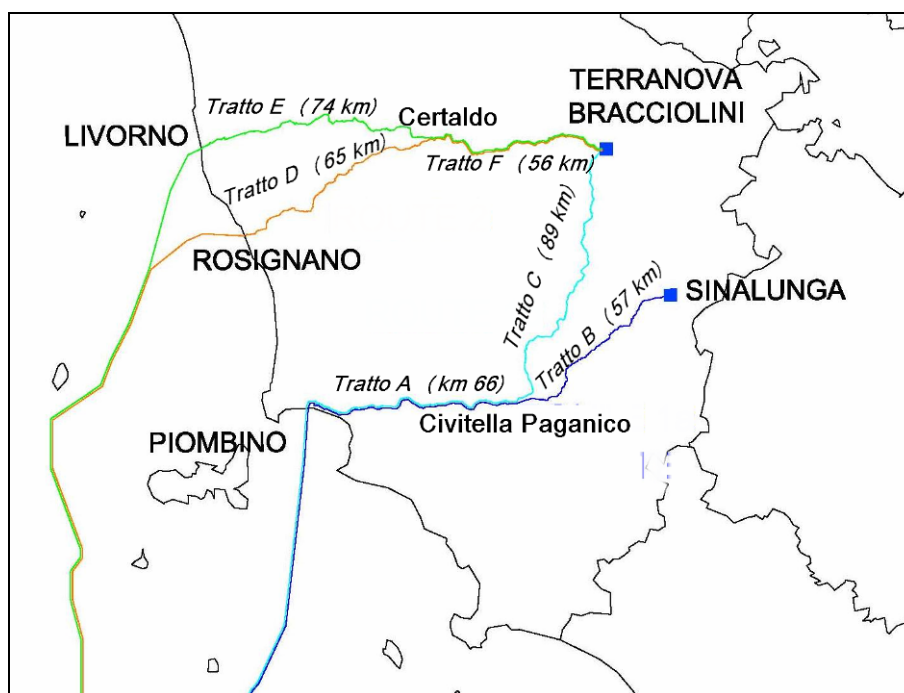 TERRANOVA
BRACCIOLINI
Tratto E (74 km)
Certaldo
LIVORNO
Tratto D (65 km)
Tratto F (56 km)
ROSIGNANO
Tratto C (89 km)
SINALUNGA
Tratto B (57 km)
Tratto A (km 66)
Civitella Paganico
PIOMBINO